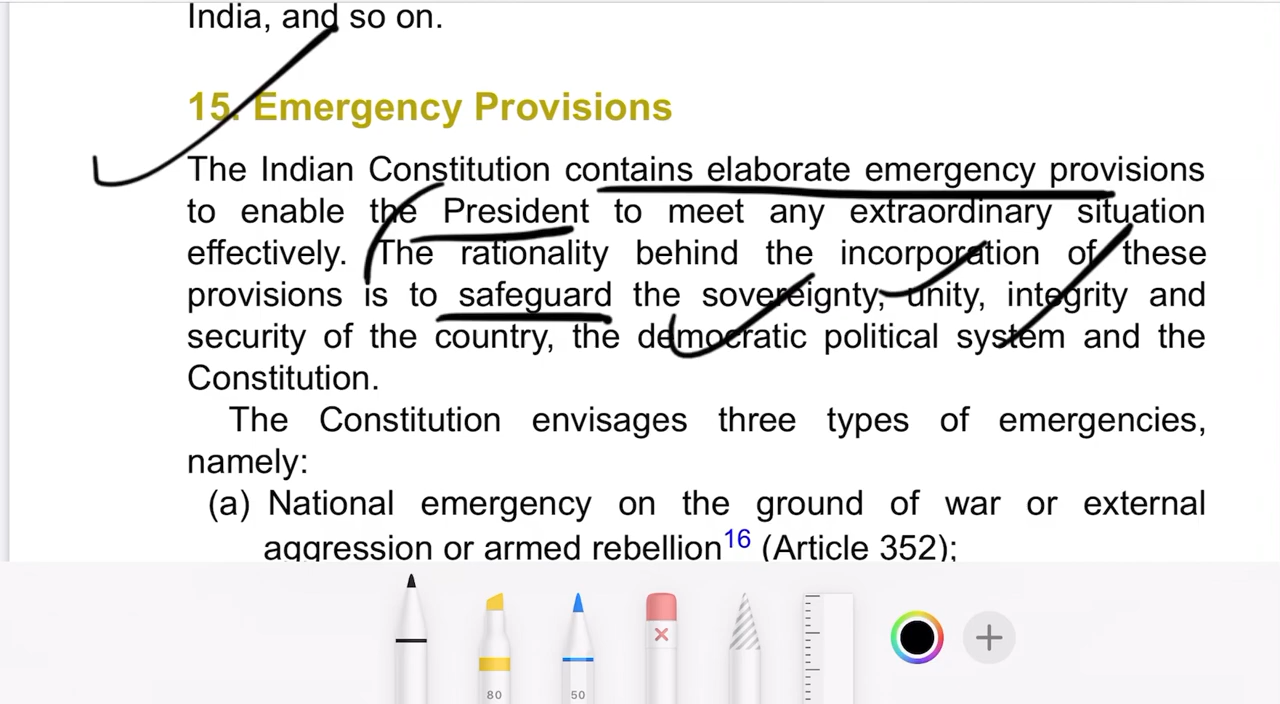 India, and so on.
15. Emergency Provisions
The Indian Constitution contains elaborate emergency provisions
to enable the President to meet any extraordinary situation
effectively. The rationality behind the incorporation of these
provisions is to safeguard the sovereignty, unity, integrity and
security of the country, the democratic political system and the
Constitution.
The Constitution envisages three types of emergencies,
namely:
(a) National emergency on the ground of war or external
aggression or armed rebellion16 (Article 352);
80 50